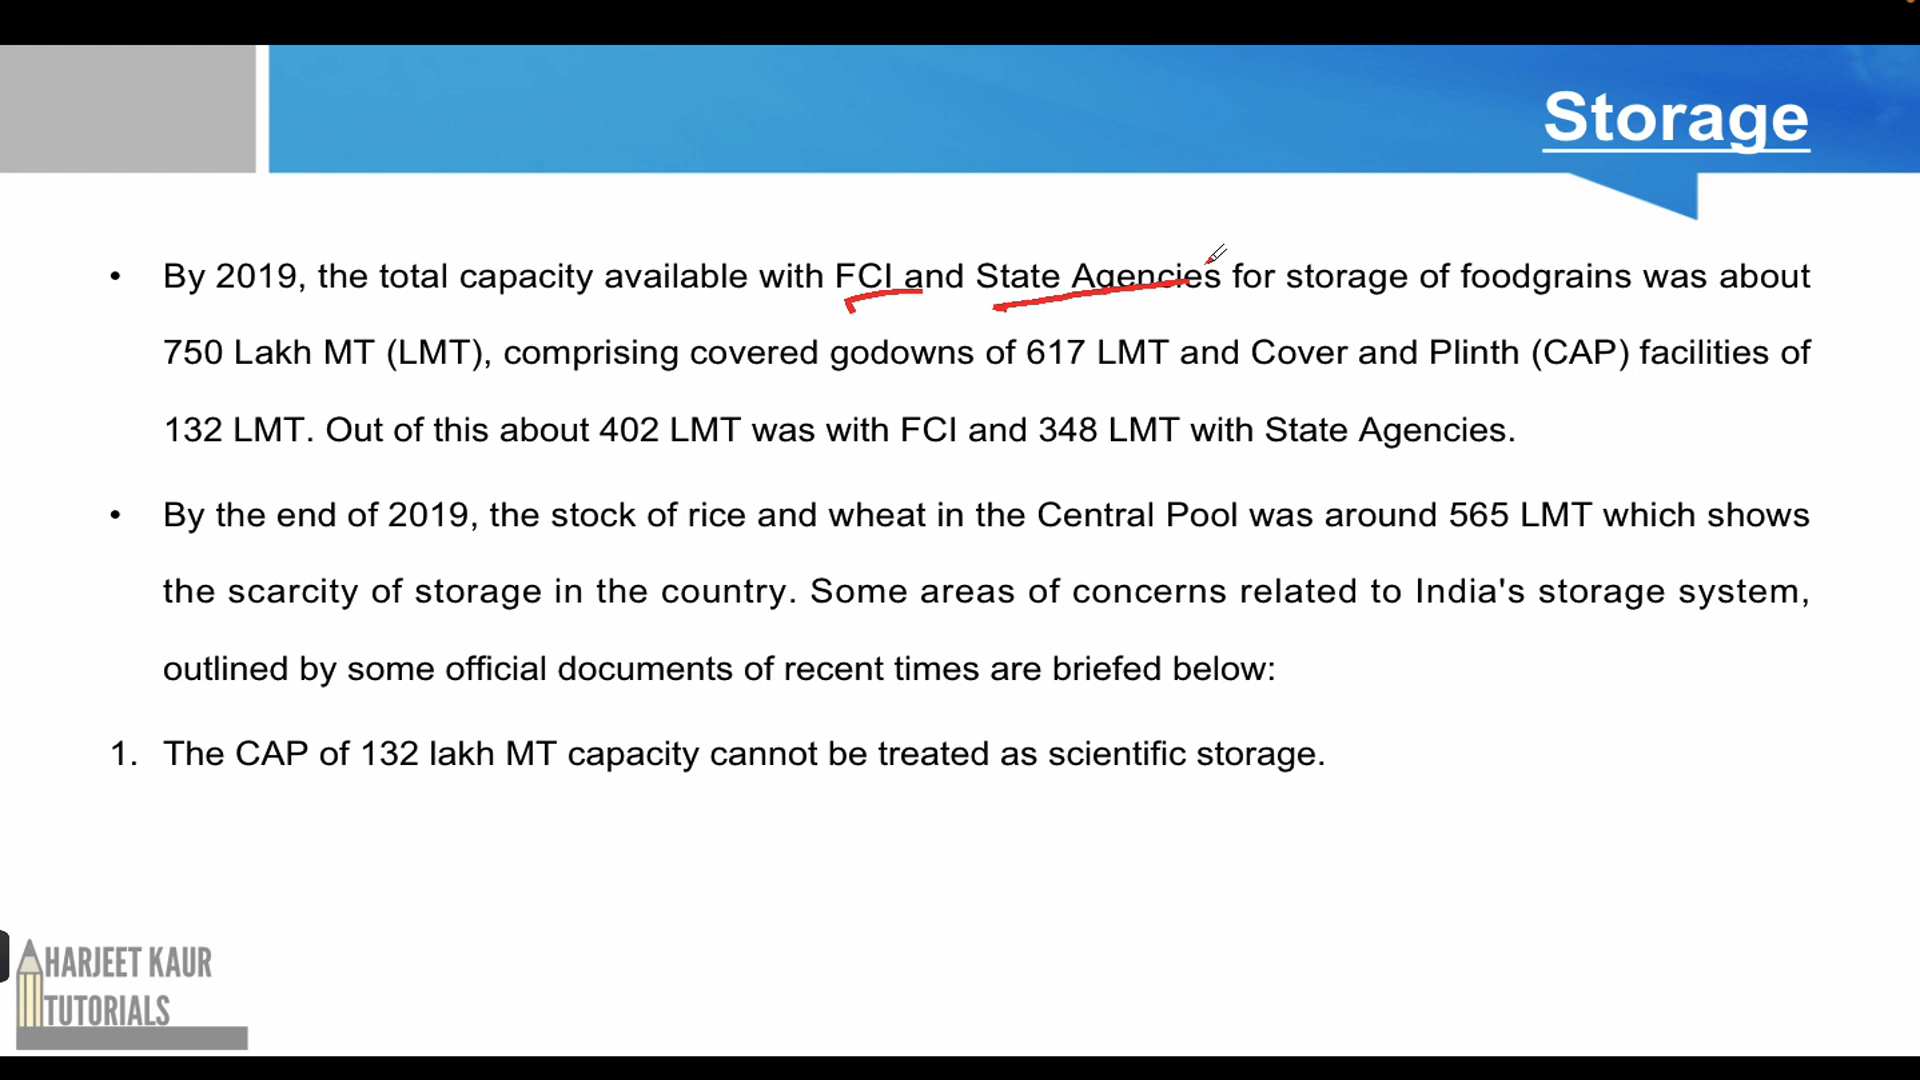 Storage
• By 2019, the total capacity available with FCI and State Agencies for storage of foodgrains was about
750 Lakh MT (LMT), comprising covered godowns of 617 LMT and Cover and Plinth (CAP) facilities of
132 LMT. Out of this about 402 LMT was with FCI and 348 LMT with State Agencies.
• By the end of 2019, the stock of rice and wheat in the Central Pool was around 565 LMT which shows
the scarcity of storage in the country. Some areas of concerns related to India's storage system,
outlined by some official documents of recent times are briefed below:
1. The CAP of 132 lakh MT capacity cannot be treated as scientific storage.
HARJEET KAUR
TUTORIALS